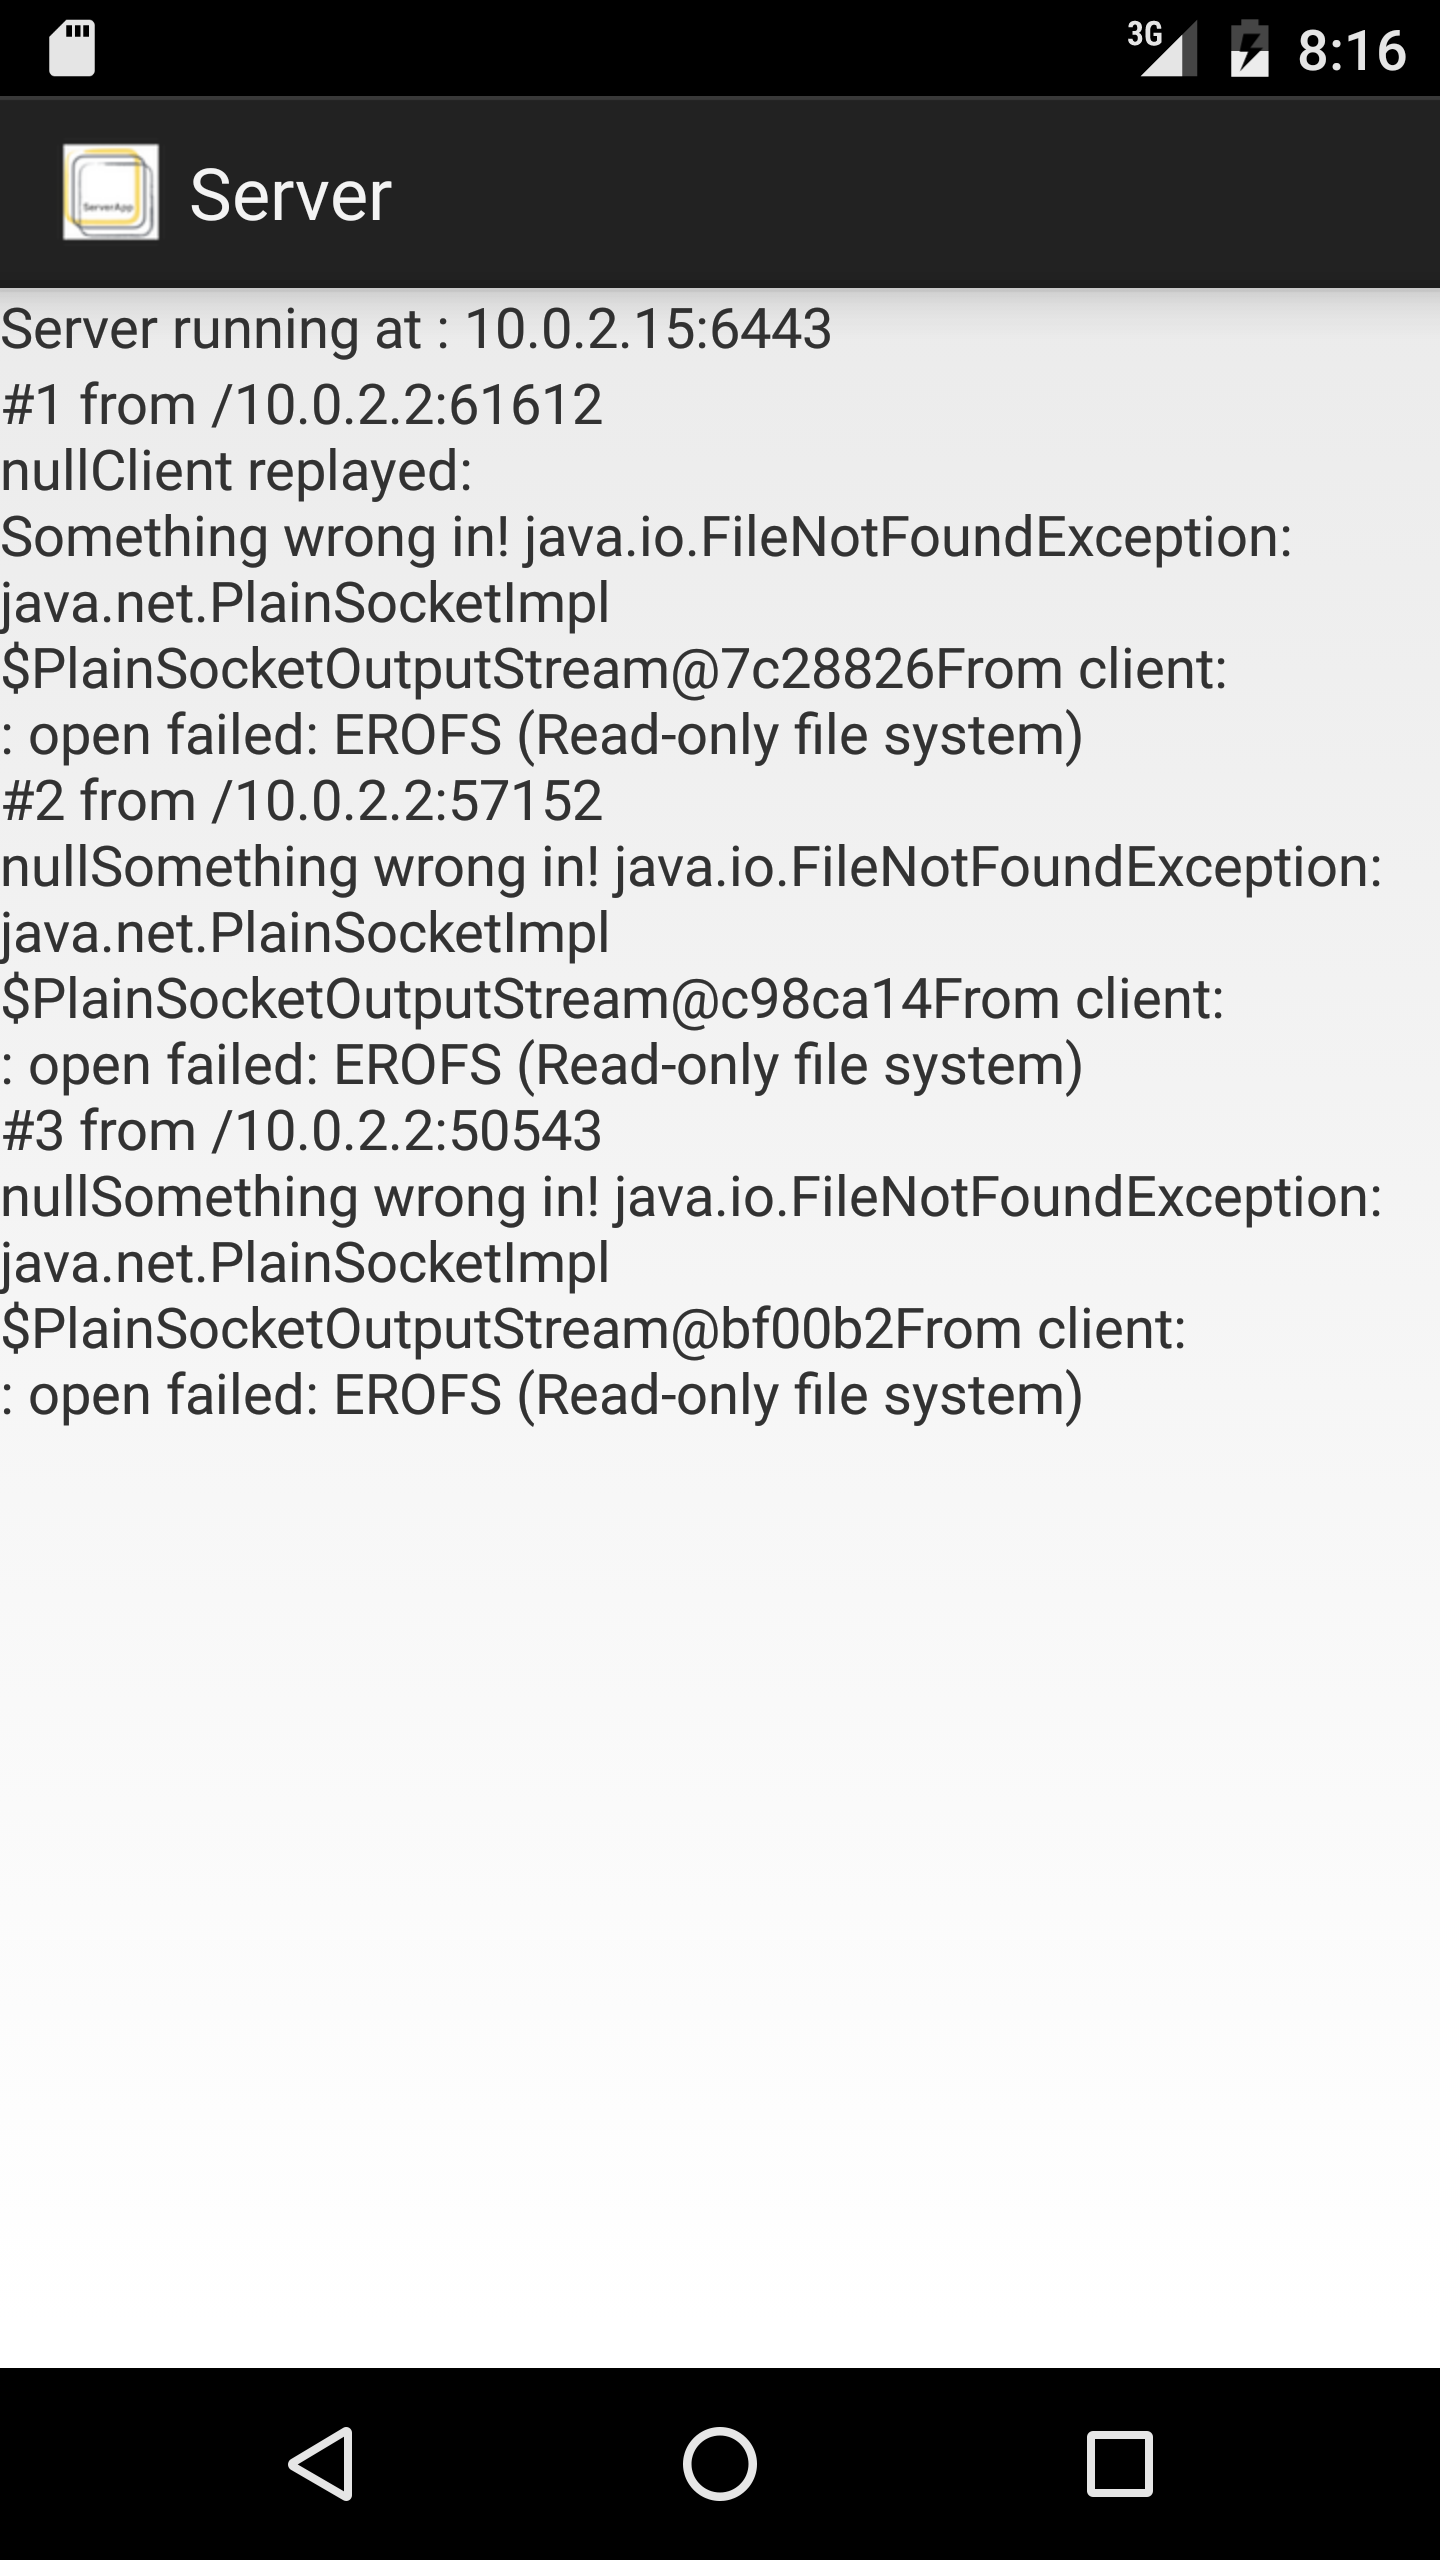 3G 8:16
ServerApp
Server
Server running at : 10.0.2.15:6443
#1 from /10.0.2.2:61612
nullClient replayed:
Something wrong in! java.io.FileNotFoundException:
java.net.PlainSocketImpl
$PlainSocketOutputStream@7c28826From client:
: open failed: EROFS (Read-only file system)
#2 from /10.0.2.2:57152
nullSomething wrong in! java.io.FileNotFoundException:
java.net.PlainSocketImpl
$PlainSocketOutputStream@c98ca14From client:
: open failed: EROFS (Read-only file system)
#3 from /10.0.2.2:50543
nullSomething wrong in! java.io.FileNotFoundException:
java.net.PlainSocketImpl
$PlainSocketOutputStream@bf00b2From client:
: open failed: EROFS (Read-only file system)